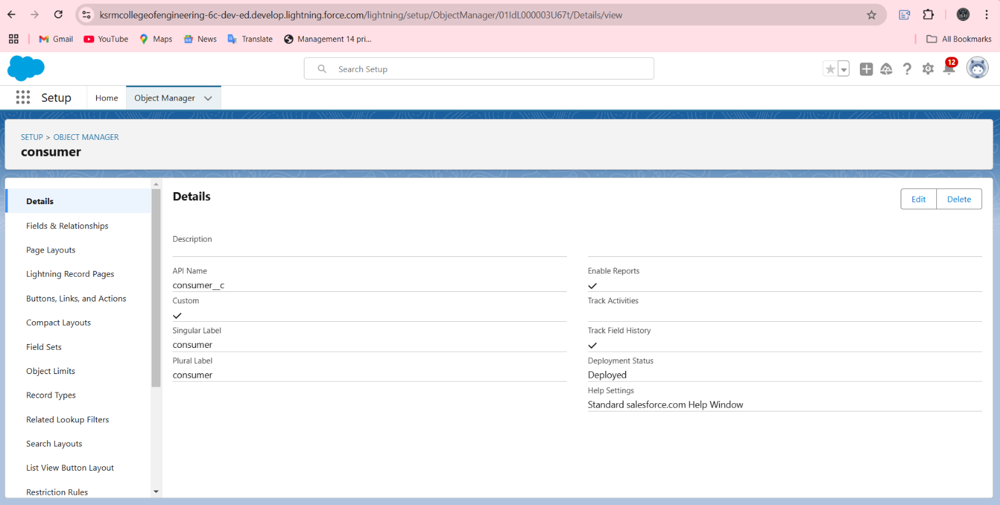 ksrmcollegeofengineering-6c-dev-ed.develop.lightning.force.com/lightning/setup/ObjectManager/01IdL000003U67t/Details/view
Gmail YouTube Maps News Translate Management 14 pri... All Bookmarks
Search Setup 12
Setup Home Object Manager
SETUP > OBJECT MANAGER
consumer
Details
Fields & Relationships
Page Layouts
Lightning Record Pages
Buttons, Links, and Actions
Compact Layouts
Field Sets
Object Limits
Record Types
Related Lookup Filters
Search Layouts
List View Button Layout
Restriction Rules
Details
Edit Delete
Description
API Name
consumer__c
Custom
Singular Label
consumer
Plural Label
consumer
Enable Reports
Track Activities
Track Field History
Deployment Status
Deployed
Help Settings
Standard salesforce.com Help Window